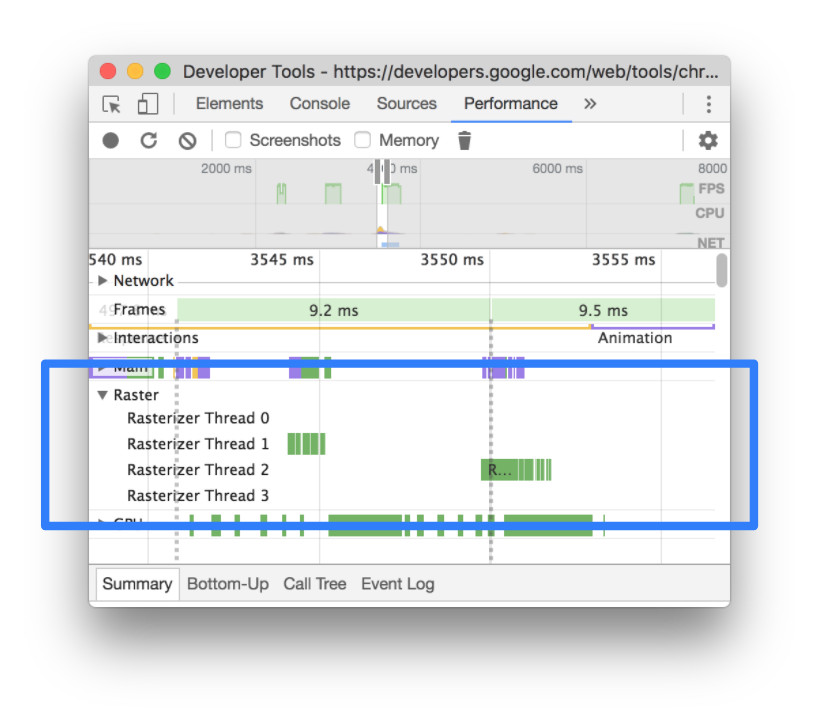 Developer Tools - https://developers.google.com/web/tools/chr...
Elements Console Sources Performance »
Screenshots Memory
2000 ms 4000 ms 6000 ms 8000
FPS
CPU
NET
540 ms 3545 ms 3550 ms 3555 ms
Network
Frames 9.2 ms 9.5 ms
Interactions Animation
Main
Raster
Rasterizer Thread 0
Rasterizer Thread 1
Rasterizer Thread 2 R...
Rasterizer Thread 3
GPU
Summary Bottom-Up Call Tree Event Log